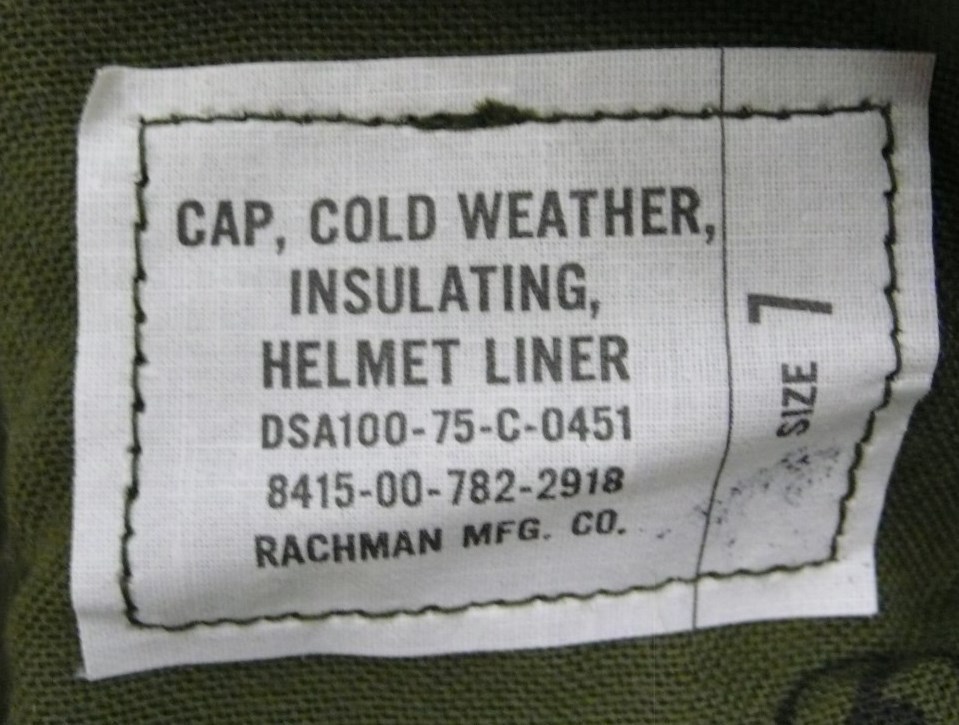 CAP, COLD WEATHER,
INSULATING,
HELMET LINER
DSA100-75-C-0451
8415-00-782-2918
RACHMAN MFG. CO.
SIZE 7